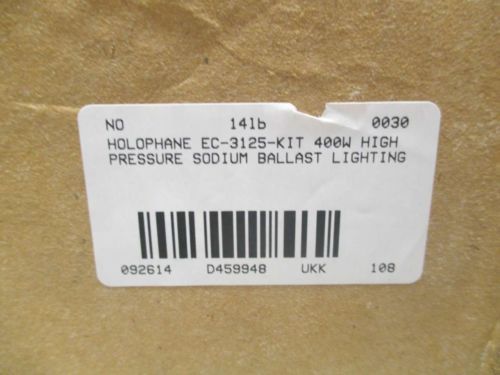 NO 14lb 0030
HOLOPHANE EC-3125-KIT 400W HIGH
PRESSURE SODIUM BALLAST LIGHTING
092614 D459948 UKK 108